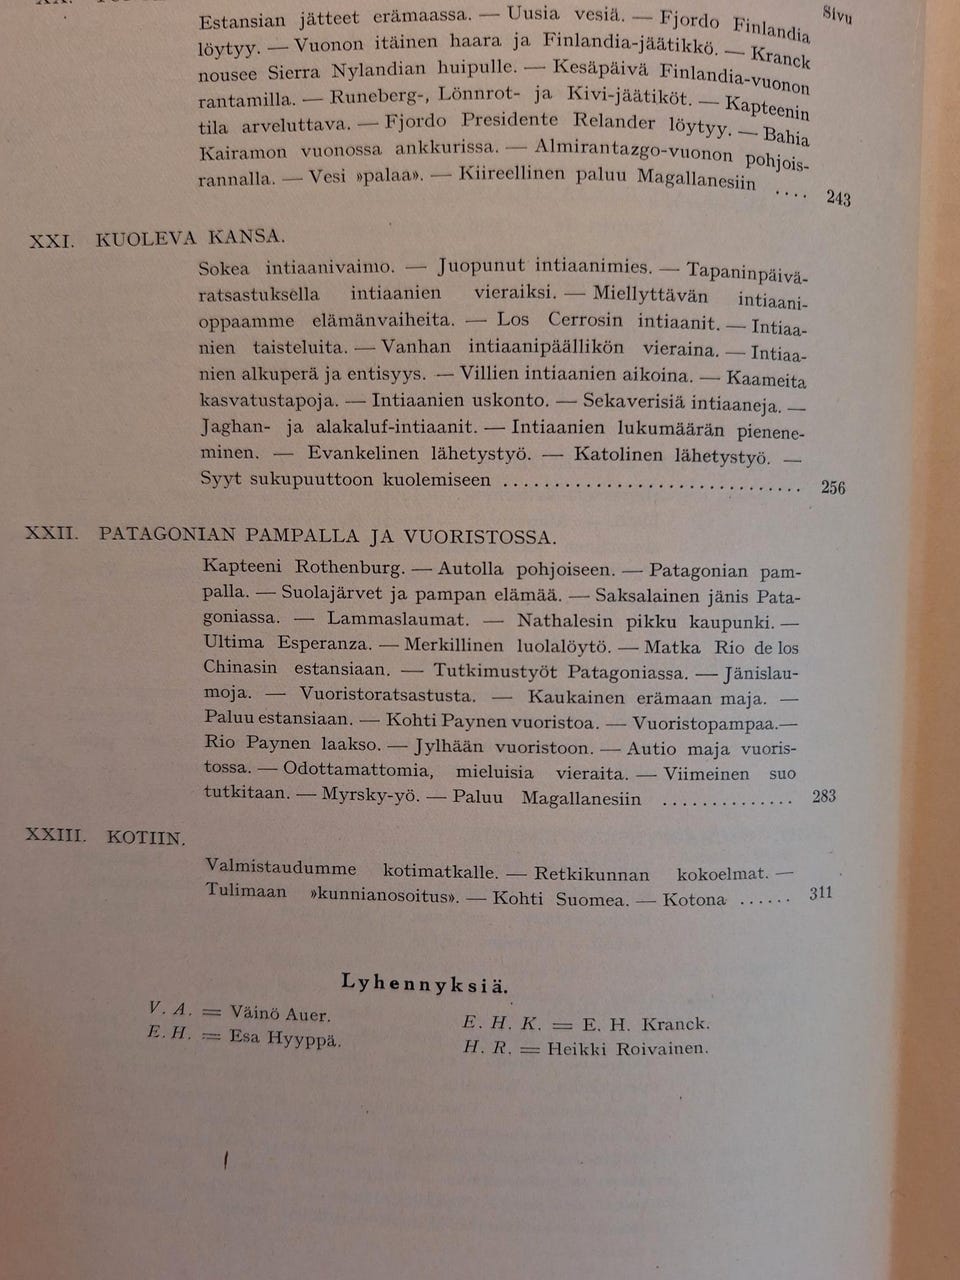 Sivu
Estansian jätteet erämaassa. — Uusia vesiä. — Fjordo Finlandia
löytyy. — Vuonon itäinen haara ja Finlandia-jäätikkö. — Kranck
nousee Sierra Nylandian huipulle. — Kesäpäivä Finlandia-vuonon
rantamilla. — Runeberg-, Lönnrot- ja Kivi-jäätiköt. — Kapteenin
tila arveluttava. — Fjordo Presidente Relander löytyy. — Bahia
Kairamon vuonossa ankkurissa. — Almirantazgo-vuonon pohjois-
rannalla. — Vesi »palaa». — Kiireellinen paluu Magallanesiin .... 243
XXI. KUOLEVA KANSA.
Sokea intiaanivaimo. — Juopunut intiaanimies. — Tapaninpäivä-
ratsastuksella intiaanien vieraiksi. — Miellyttävän intiaani-
oppaamme elämänvaiheita. — Los Cerrosin intiaanit. — Intiaa-
nien taisteluita. — Vanhan intiaanipäällikön vieraina. — Intiaa-
nien alkuperä ja entisyys. — Villien intiaanien aikoina. — Kaameita
kasvatustapoja. — Intiaanien uskonto. — Sekaverisiä intiaaneja. —
Jaghan- ja alakaluf-intiaanit. — Intiaanien lukumäärän pienene-
minen. — Evankelinen lähetystyö. — Katolinen lähetystyö. —
Syyt sukupuuttoon kuolemiseen .............................. 256
XXII. PATAGONIAN PAMPALLA JA VUORISTOSSA.
Kapteeni Rothenburg. — Autolla pohjoiseen. — Patagonian pam-
palla. — Suolajärvet ja pampan elämää. — Saksalainen jänis Pata-
goniassa. — Lammaslaumat. — Nathalesin pikku kaupunki. —
Ultima Esperanza. — Merkillinen luolalöytö. — Matka Rio de los
Chinasin estansiaan. — Tutkimustyöt Patagoniassa. — Jänislau-
moja. — Vuoristoratsastusta. — Kaukainen erämaan maja. —
Paluu estansiaan. — Kohti Paynen vuoristoa. — Vuoristopampaa. —
Rio Paynen laakso. — Jylhään vuoristoon. — Autio maja vuoris-
tossa. — Odottamattomia, mieluisia vieraita. — Viimeinen suo
tutkitaan. — Myrsky-yö. — Paluu Magallanesiin .............. 283
XXIII. KOTIIN.
Valmistaudumme kotimatkalle. — Retkikunnan kokoelmat. —
Tulimaan »kunnianosoitus». — Kohti Suomea. — Kotona ...... 311
Lyhennyksiä.
V. A. = Väinö Auer.
E. H. = Esa Hyyppä.
E. H. K. = E. H. Kranck.
H. R. = Heikki Roivainen.